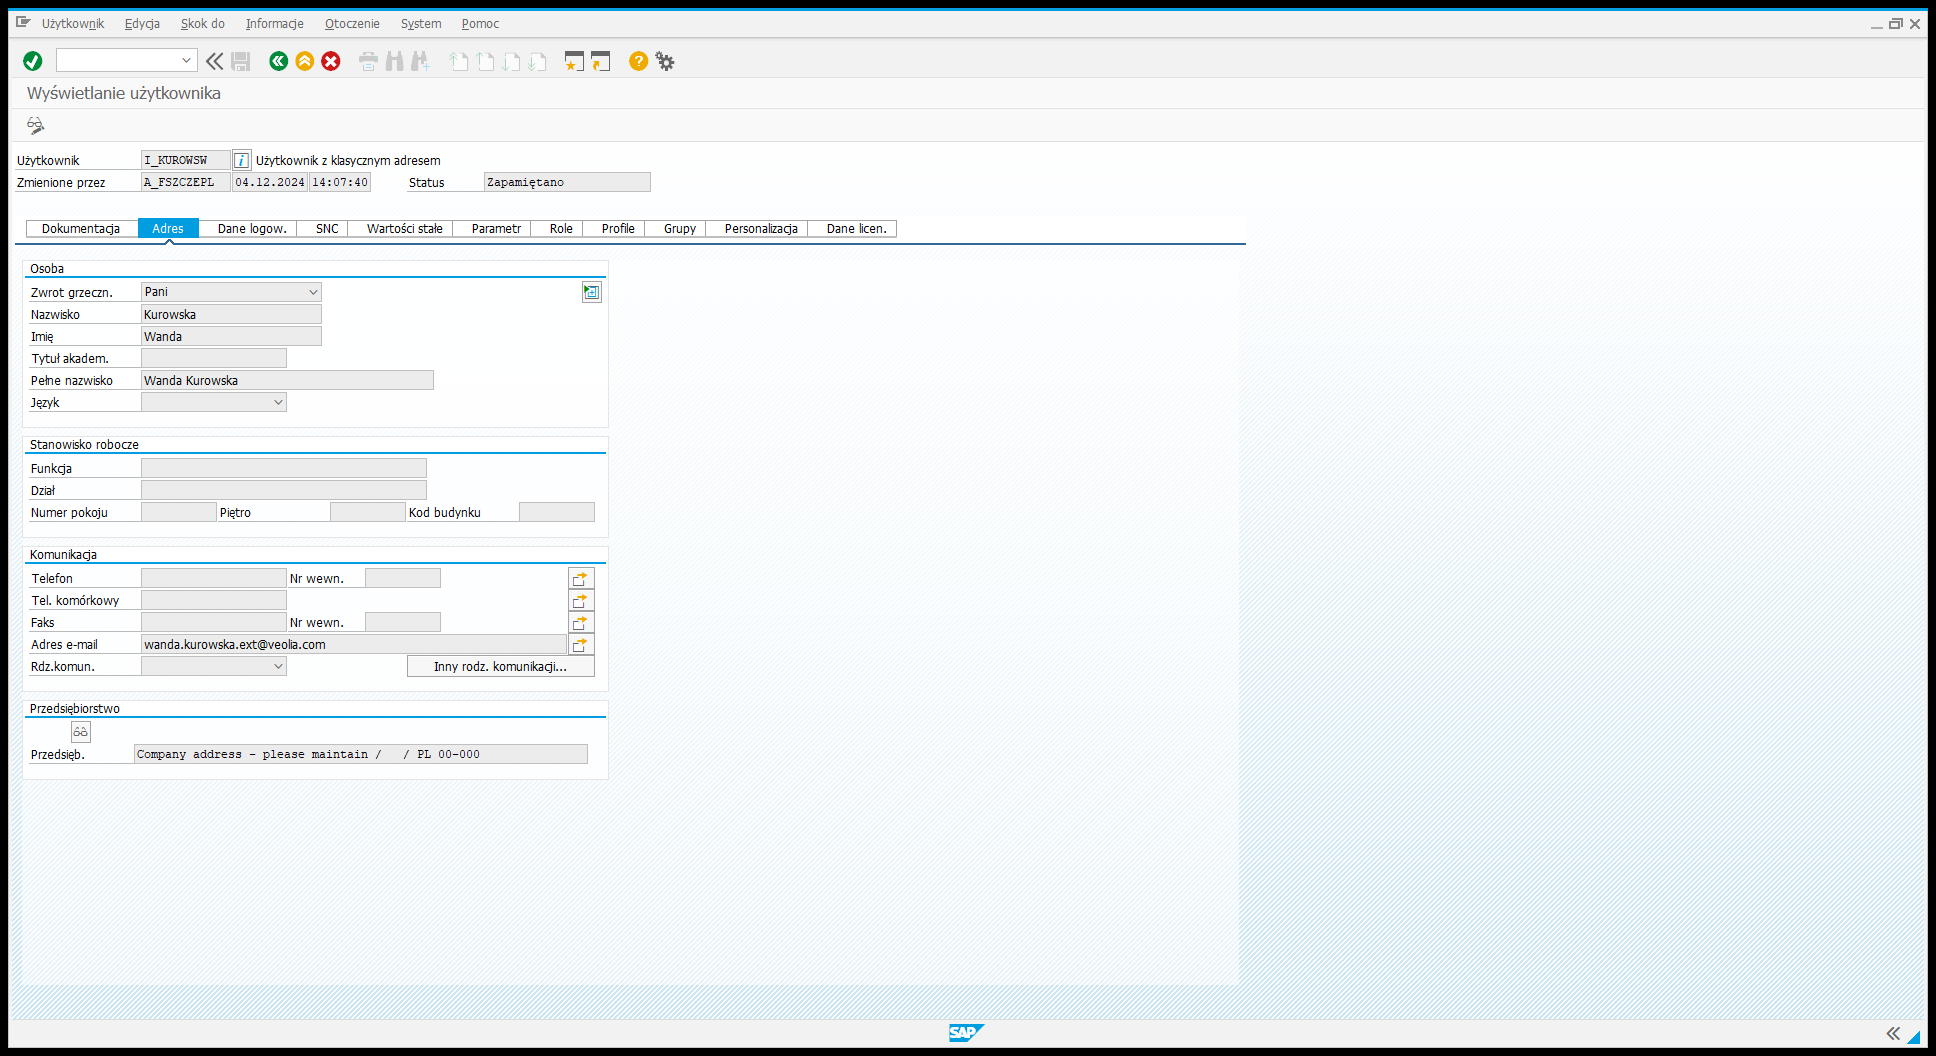 Użytkownik Edycja Skok do Informacje Otoczenie System Pomoc
Wyświetlanie użytkownika
Użytkownik I_KUROWSW Użytkownik z klasycznym adresem
Zmienione przez A_FSZCZEPL 04.12.2024 14:07:40 Status Zapamiętano
Dokumentacja Adres Dane logow. SNC Wartości stałe Parametr Role Profile Grupy Personalizacja Dane licen.
Osoba
Zwrot grzeczn. Pani
Nazwisko Kurowska
Imię Wanda
Tytuł akadem.
Pełne nazwisko Wanda Kurowska
Język
Stanowisko robocze
Funkcja
Dział
Numer pokoju Piętro Kod budynku
Komunikacja
Telefon Nr wewn.
Tel. komórkowy
Faks Nr wewn.
Adres e-mail wanda.kurowska.ext@veolia.com
Rdz.komun. Inny rodz. komunikacji...
Przedsiębiorstwo
Przedsięb. Company address - please maintain / / PL 00-000
SAP